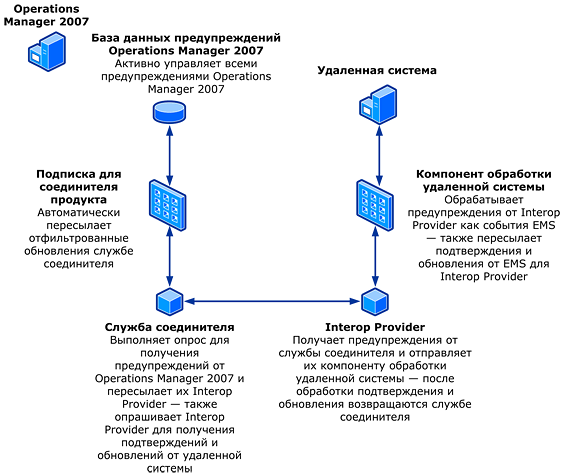 Operations
Manager 2007
База данных предупреждений
Operations Manager 2007
Активно управляет всеми
предупреждениями Operations
Manager 2007
Удаленная система
Подписка для
соединителя
продукта
Автоматически
пересылает
отфильтрованные
обновления службе
соединителя
Компонент обработки
удаленной системы
Обрабатывает
предупреждения от Interop
Provider как события EMS
— также пересылает
подтверждения и
обновления от EMS для
Interop Provider
Служба соединителя
Выполняет опрос для
получения
предупреждений от
Operations Manager 2007 и
пересылает их Interop
Provider — также
опрашивает Interop
Provider для получения
подтверждений и
обновлений от удаленной
системы
Interop Provider
Получает предупреждения от
службы соединителя и отправляет
их компоненту обработки
удаленной системы — после
обработки подтверждения и
обновления возвращаются службе
соединителя